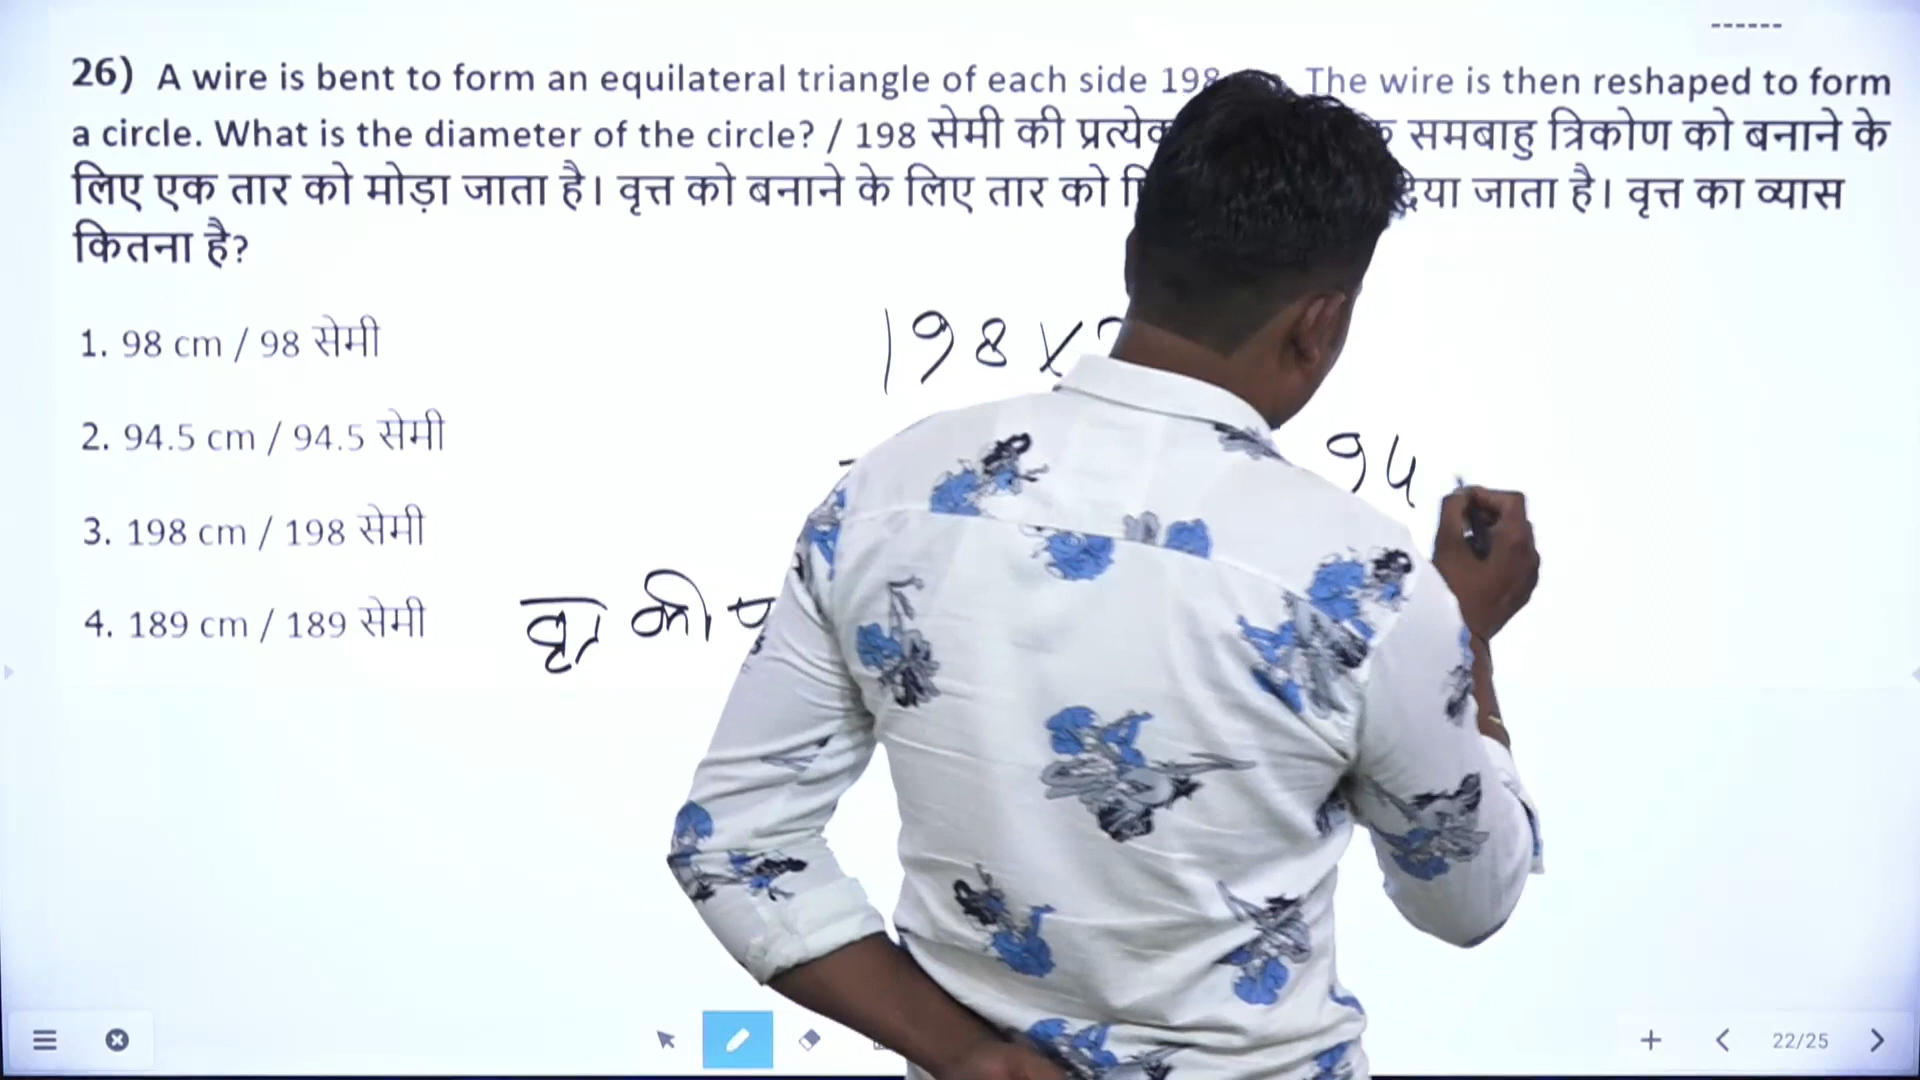 ------
26) A wire is bent to form an equilateral triangle of each side 198 The wire is then reshaped to form
a circle. What is the diameter of the circle? / 198 सेमी की प्रत्येक समबाहु त्रिकोण को बनाने के
लिए एक तार को मोड़ा जाता है। वृत्त को बनाने के लिए तार को दिया जाता है। वृत्त का व्यास
कितना है?
1. 98 cm / 98 सेमी
198 ×
2. 94.5 cm / 94.5 सेमी
94
3. 198 cm / 198 सेमी
4. 189 cm / 189 सेमी
की
22/25